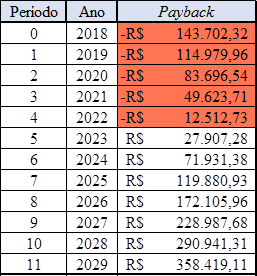 Periodo Ano Payback
0 2018 -R$ 143.702,32
1 2019 -R$ 114.979,96
2 2020 -R$ 83.696,54
3 2021 -R$ 49.623,71
4 2022 -R$ 12.512,73
5 2023 R$ 27.907,28
6 2024 R$ 71.931,38
7 2025 R$ 119.880,93
8 2026 R$ 172.105,96
9 2027 R$ 228.987,68
10 2028 R$ 290.941,31
11 2029 R$ 358.419,11